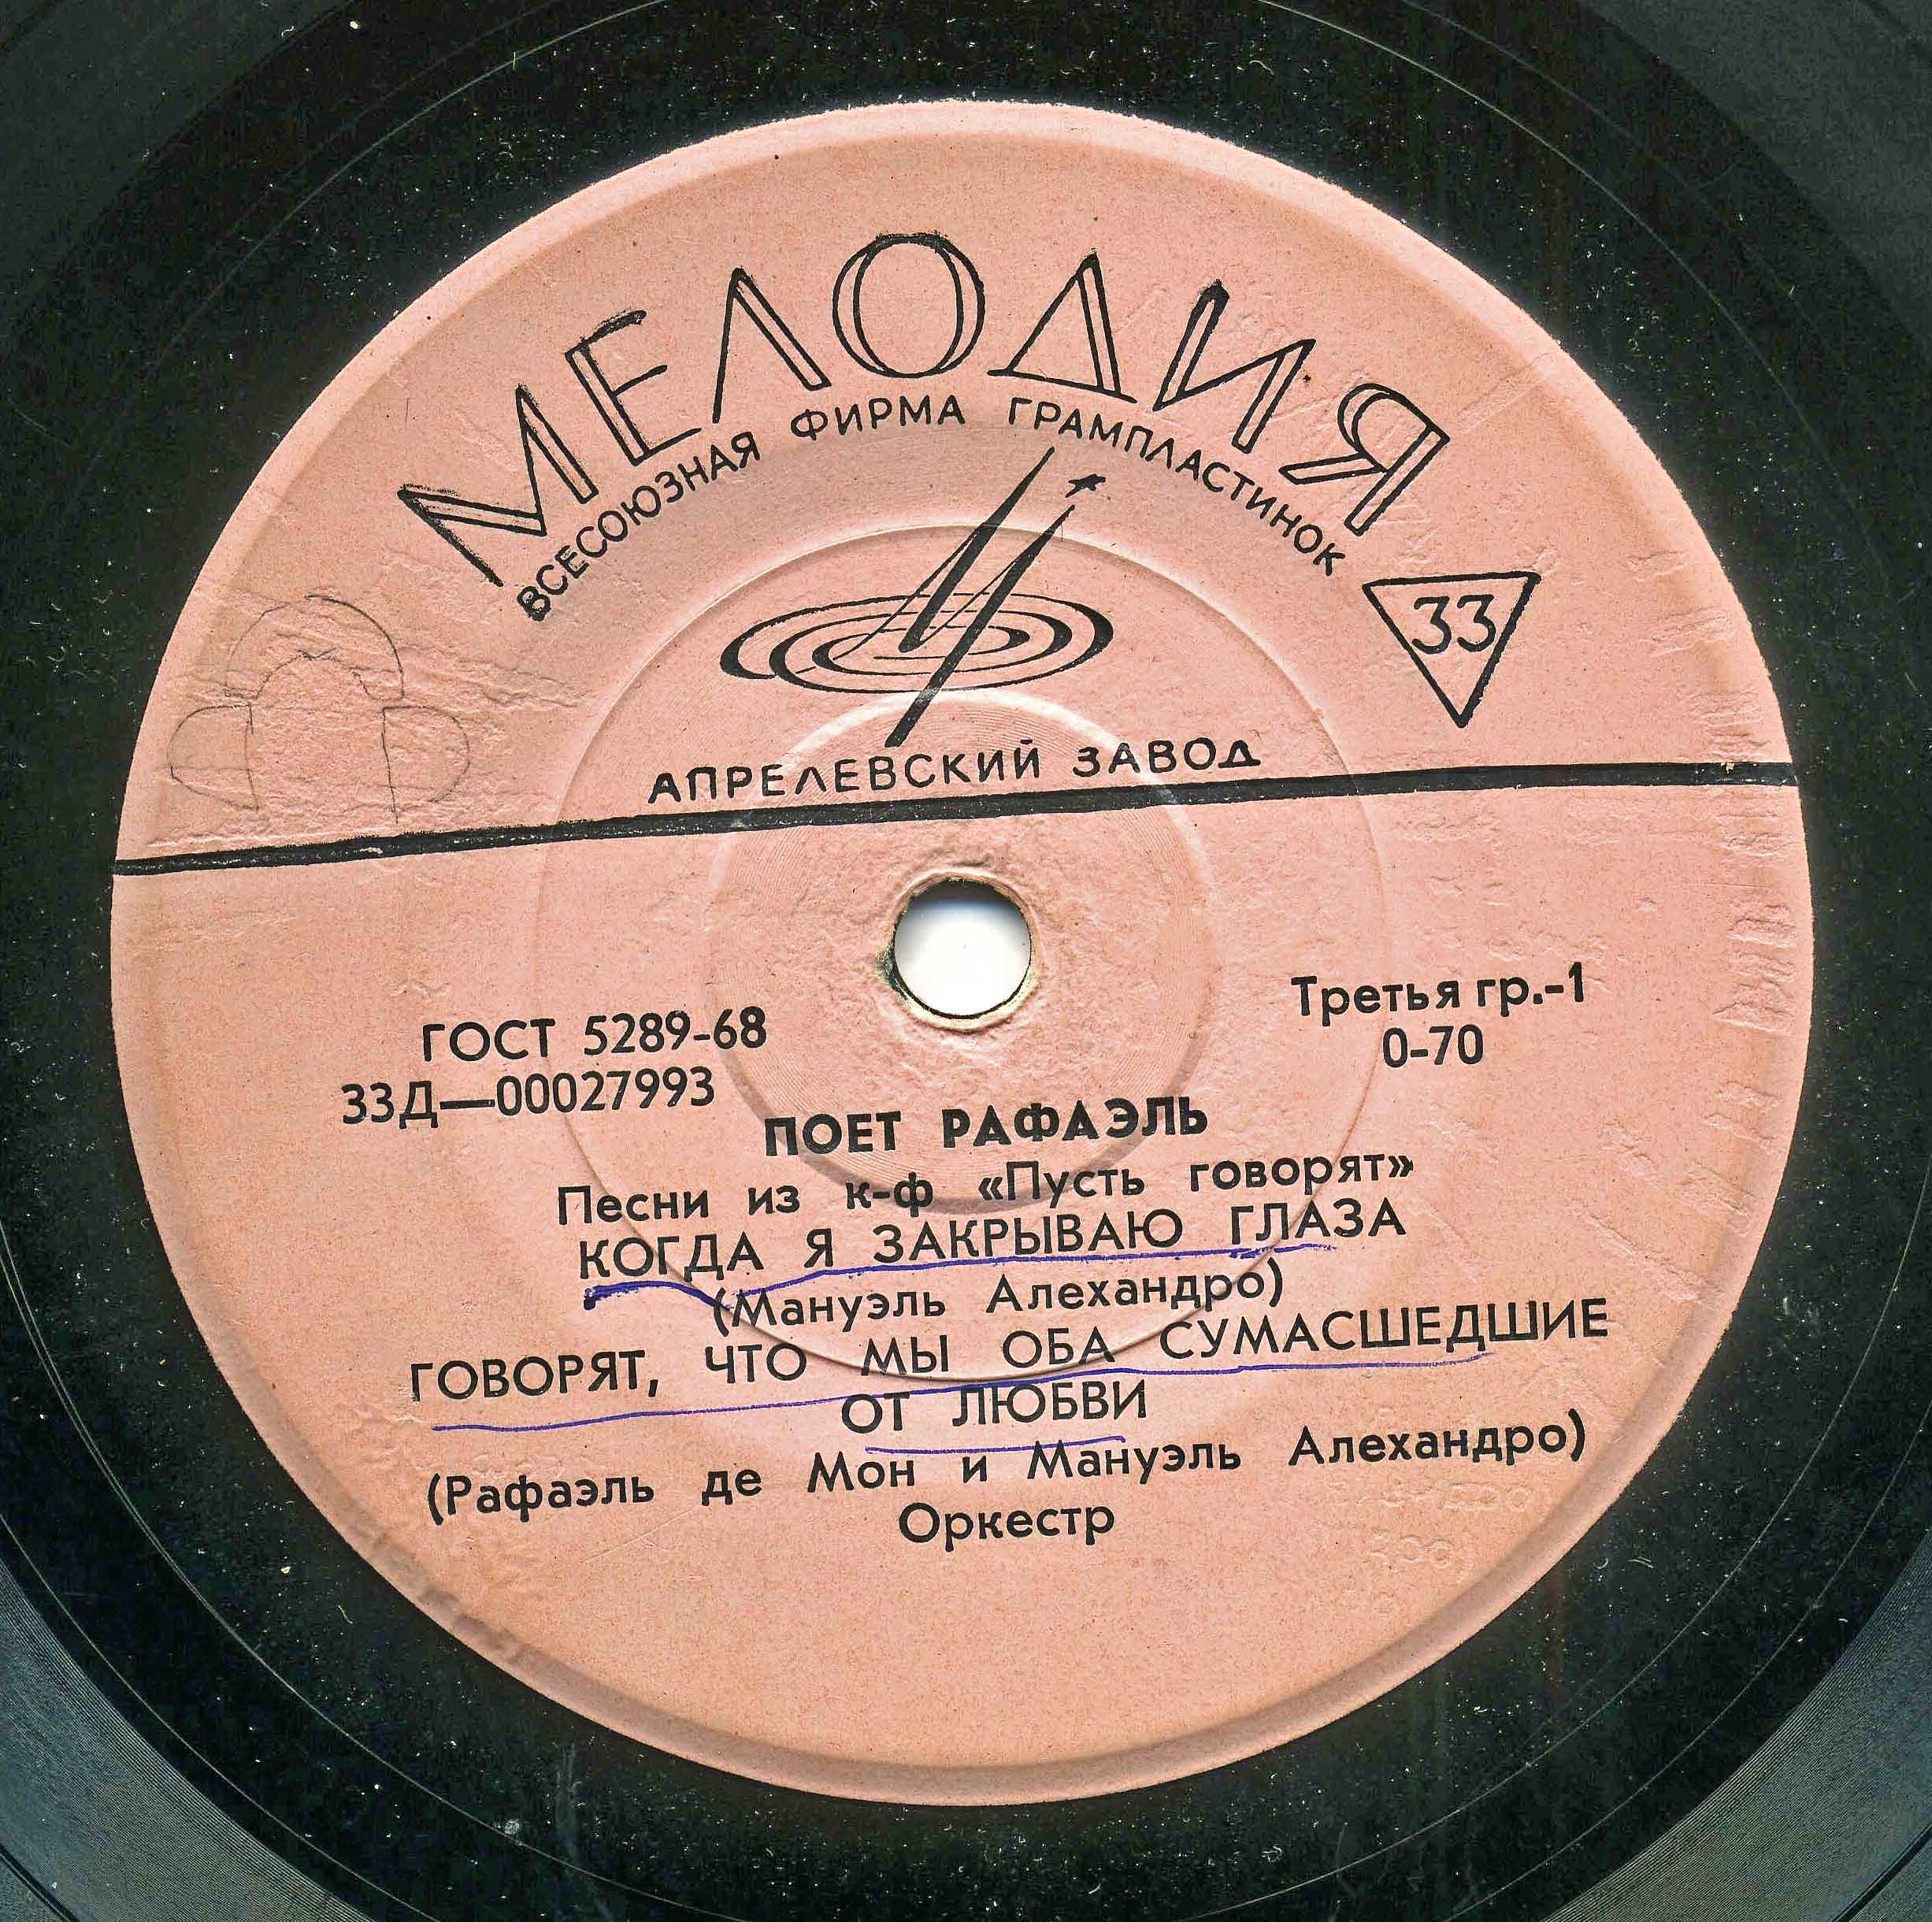 МЕЛОДИЯ
ВСЕСОЮЗНАЯ ФИРМА ГРАМПЛАСТИНОК
33
АПРЕЛЕВСКИЙ ЗАВОД
ГОСТ 5289-68
33Д—00027993
Третья гр.-1
0-70
ПОЕТ РАФАЭЛЬ
Песни из к-ф «Пусть говорят»
КОГДА Я ЗАКРЫВАЮ ГЛАЗА
(Мануэль Алехандро)
ГОВОРЯТ, ЧТО МЫ ОБА СУМАСШЕДШИЕ
ОТ ЛЮБВИ
(Рафаэль де Мон и Мануэль Алехандро)
Оркестр